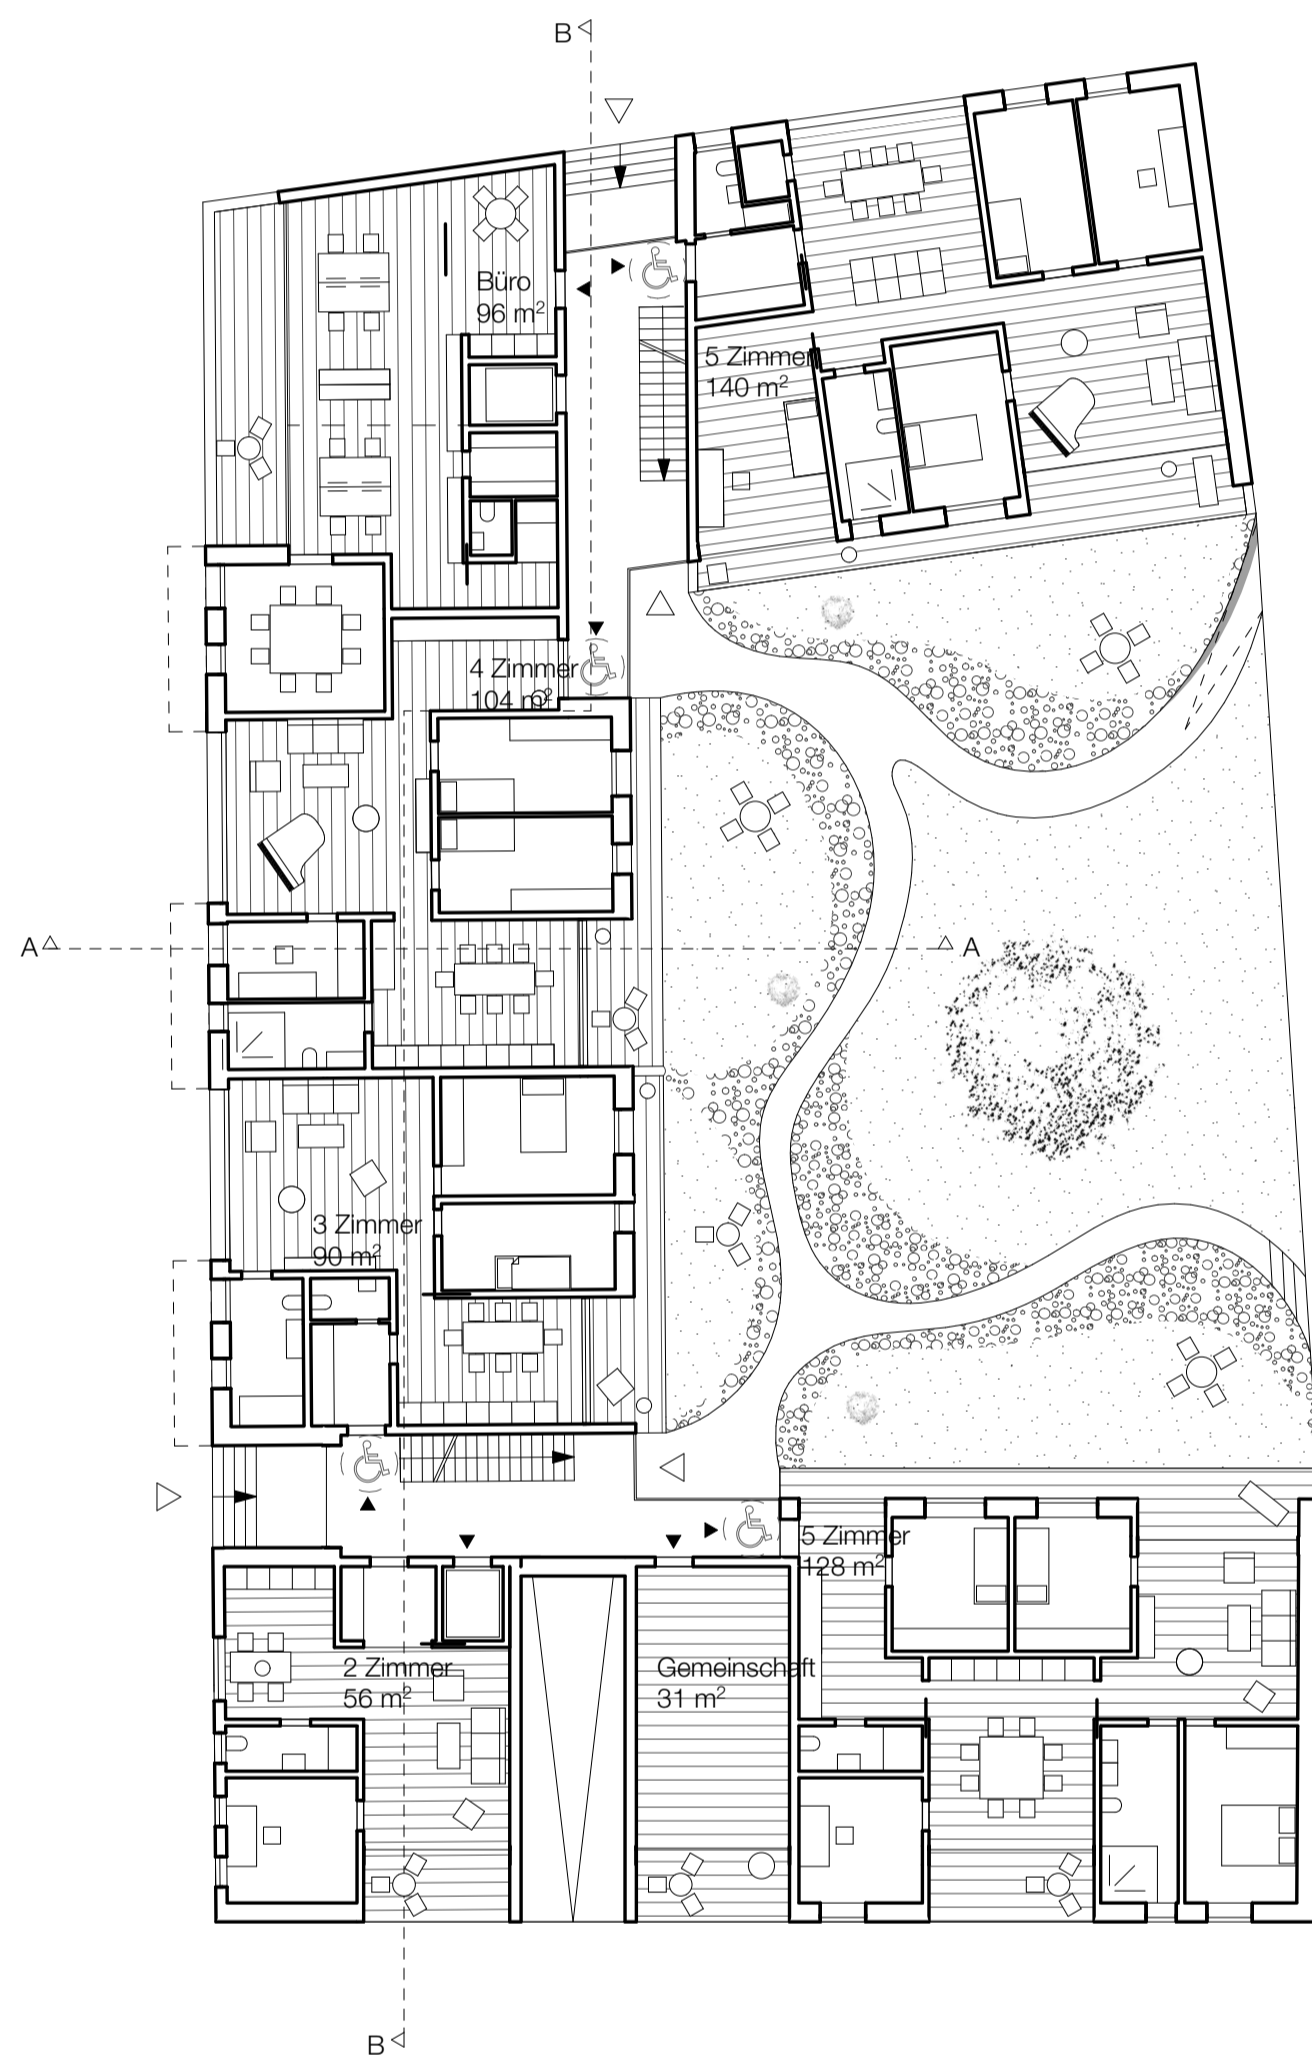 B
Büro
96 m²
5 Zimmer
140 m²
4 Zimmer
104 m²
A
A
3 Zimmer
90 m²
5 Zimmer
128 m²
2 Zimmer
56 m²
Gemeinschaft
31 m²
B